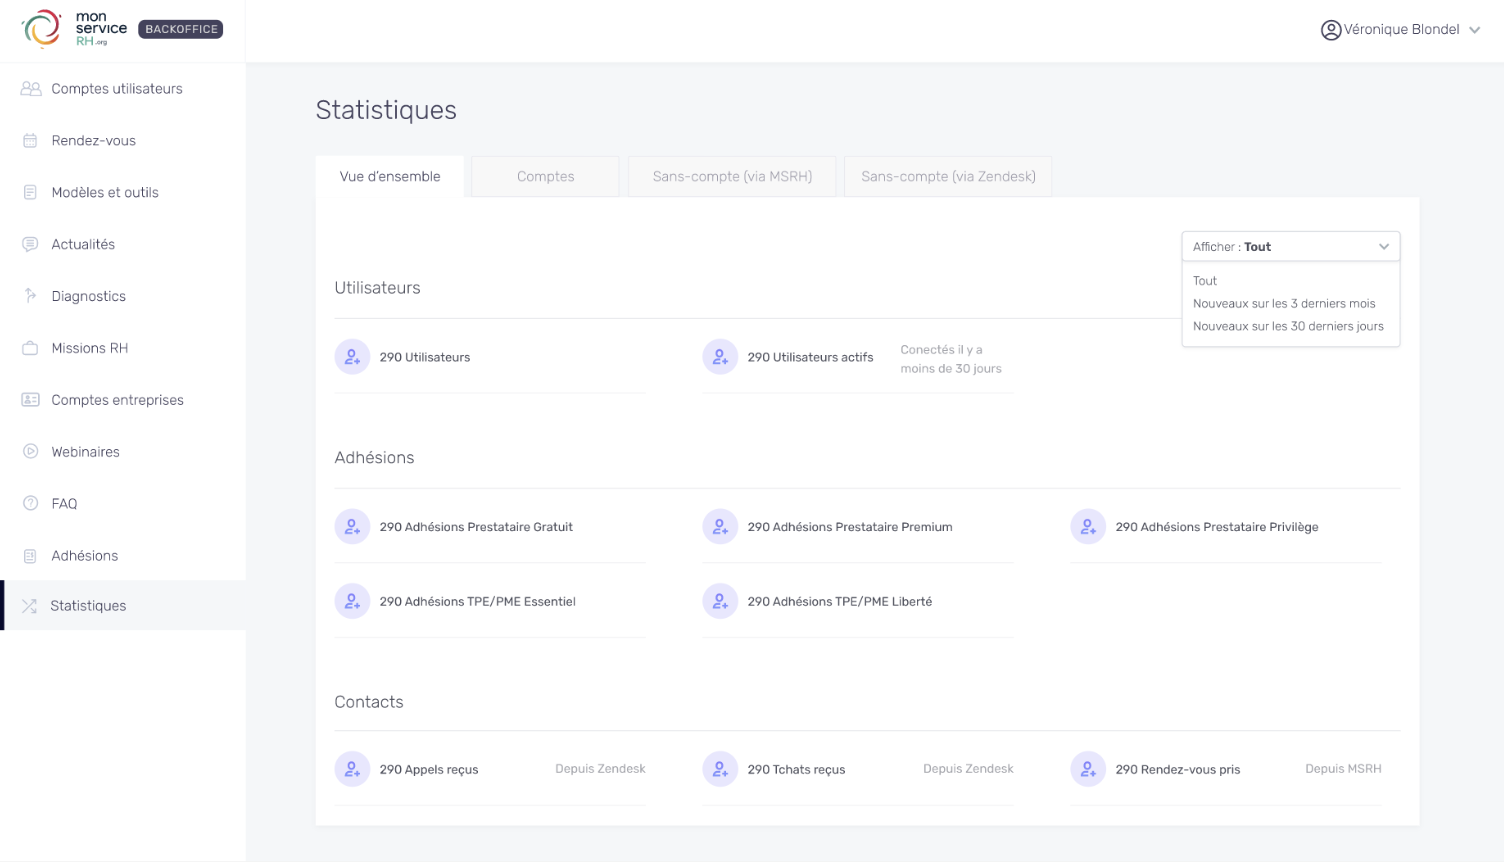 mon
service
RH.org
BACKOFFICE
Véronique Blondel
Comptes utilisateurs
Rendez-vous
Modèles et outils
Actualités
Diagnostics
Missions RH
Comptes entreprises
Webinaires
FAQ
Adhésions
Statistiques
Statistiques
Vue d'ensemble
Comptes
Sans-compte (via MSRH)
Sans-compte (via Zendesk)
Afficher : Tout
Tout
Nouveaux sur les 3 derniers mois
Nouveaux sur les 30 derniers jours
Utilisateurs
290 Utilisateurs
290 Utilisateurs actifs
Conectés il y a
moins de 30 jours
Adhésions
290 Adhésions Prestataire Gratuit
290 Adhésions Prestataire Premium
290 Adhésions Prestataire Privilège
290 Adhésions TPE/PME Essentiel
290 Adhésions TPE/PME Liberté
Contacts
290 Appels reçus
Depuis Zendesk
290 Tchats reçus
Depuis Zendesk
290 Rendez-vous pris
Depuis MSRH